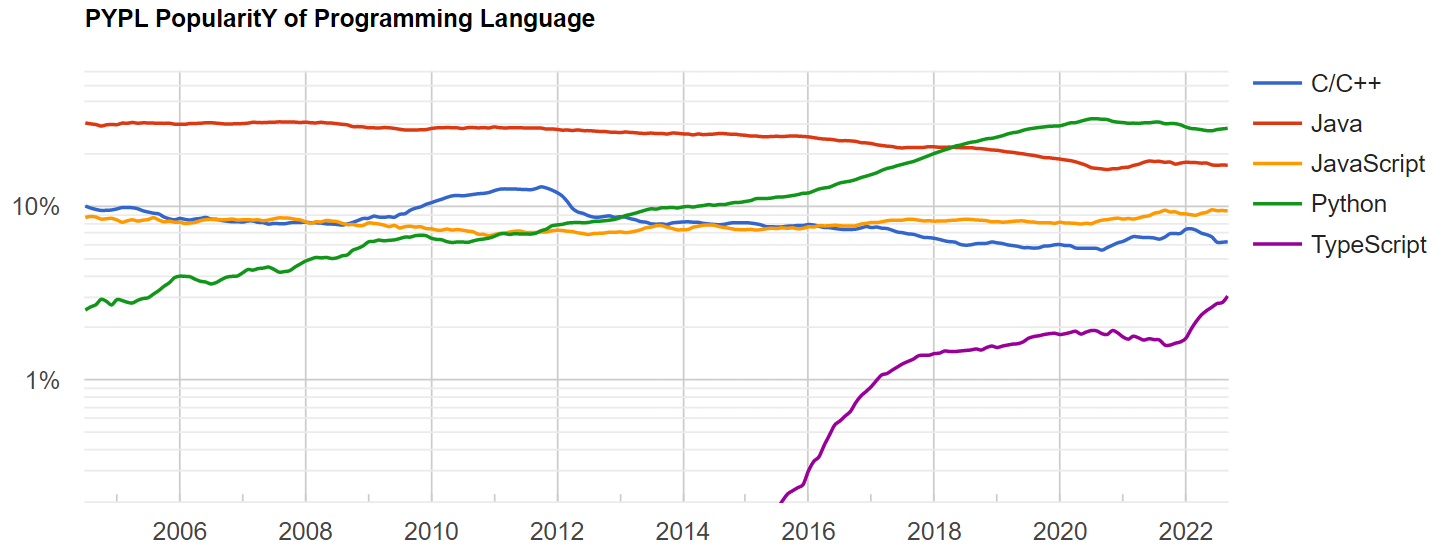 PYPL PopularitY of Programming Language
C/C++
Java
JavaScript
Python
TypeScript
10%
1%
2006 2008 2010 2012 2014 2016 2018 2020 2022